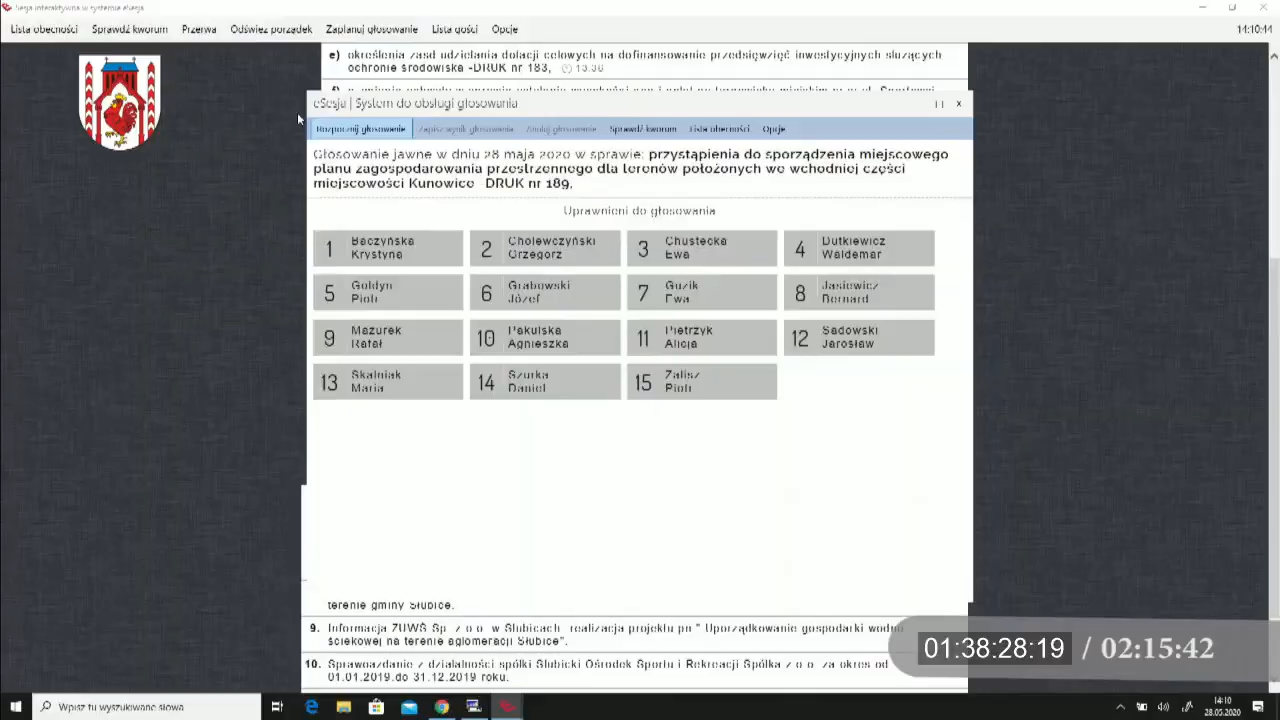 Sesja interaktywna w systemie eSesja
Lista obecności Sprawdź kworum Przerwa Odśwież porządek Zaplanuj głosowanie Lista gości Opcje 14:10:44
e) określenia zasd udzielania dotacji celowych na dofinansowanie przedsięwzięć inwestycyjnych służących
ochronie środowiska -DRUK nr 183, 13:36
eSesja | System do obsługi głosowania
Rozpocznij głosowanie Zapisz wynik głosowania Anuluj głosowanie Sprawdź kworum Lista obecności Opcje
Głosowanie jawne w dniu 28 maja 2020 w sprawie: przystąpienia do sporządzenia miejscowego
planu zagospodarowania przestrzennego dla terenów położonych we wchodniej części
miejscowości Kunowice DRUK nr 189,
Uprawnieni do głosowania
1 Baczyńska Krystyna
2 Cholewczyński Grzegorz
3 Chustecka Ewa
4 Dutkiewicz Waldemar
5 Gołdyn Piotr
6 Grabowski Józef
7 Guzik Ewa
8 Jasiewicz Bernard
9 Mazurek Rafał
10 Pakulska Agnieszka
11 Pietrzyk Alicja
12 Sadowski Jarosław
13 Skalniak Maria
14 Szurka Daniel
15 Zalisz Piotr
terenie gminy Słubice.
9. Informacja ZUWŚ Sp. z o.o. w Słubicach realizacja projektu pn " Uporządkowanie gospodarki wodno
ściekowej na terenie aglomeracji Słubice".
10. Sprawoazdanie z działalności spółki Słubicki Ośrodek Sportu i Rekreacji Spółka z o.o. za okres od
01.01.2019.do 31.12.2019 roku.
01:38:28:19 / 02:15:42
Wpisz tu wyszukiwane słowa
14:10
28.05.2020